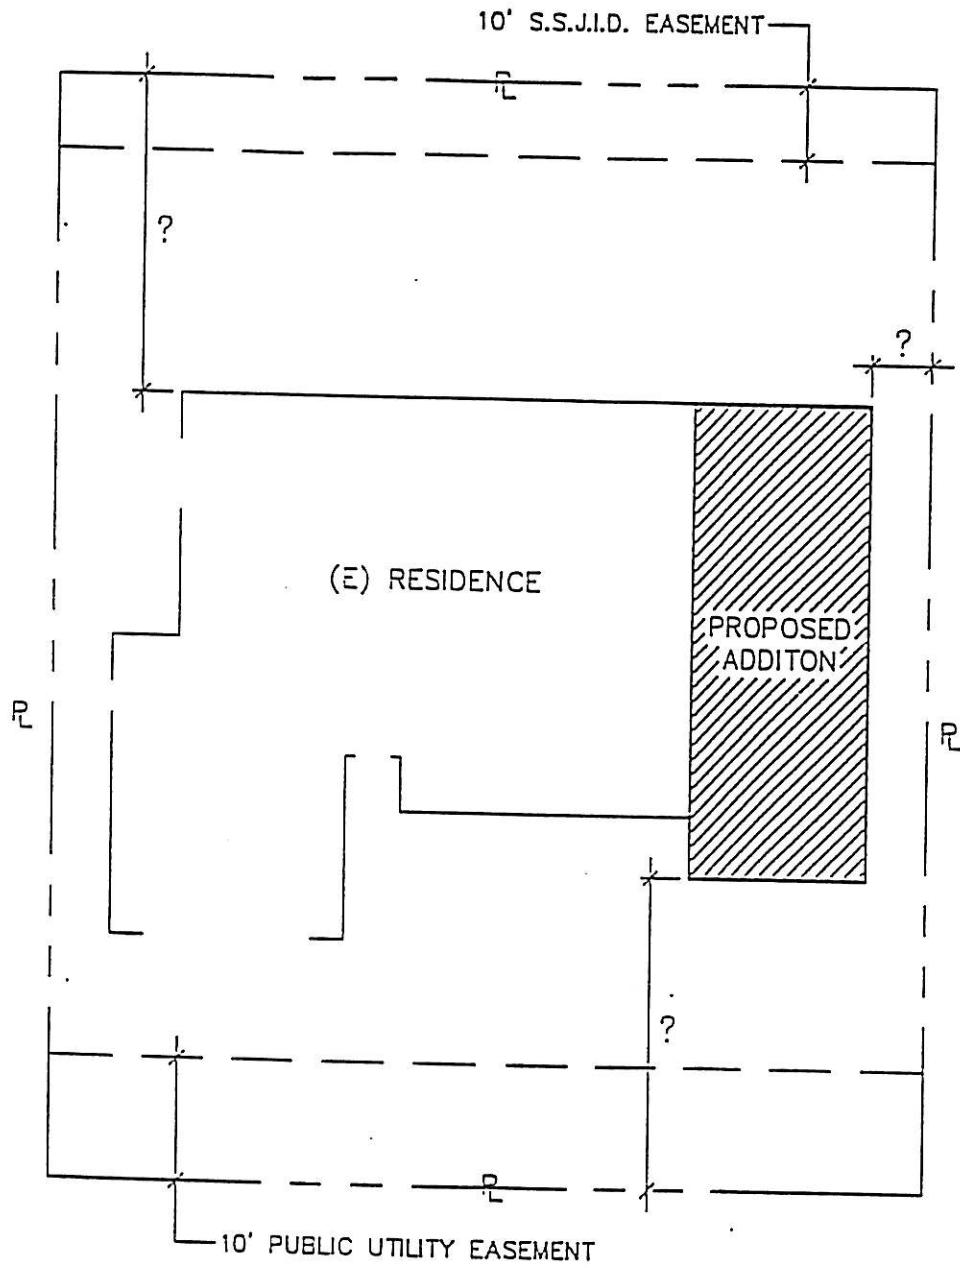 10' S.S.J.I.D. EASEMENT
PL
?
?
(E) RESIDENCE
PROPOSED
ADDITON
PL
PL
?
PL
10' PUBLIC UTILITY EASEMENT